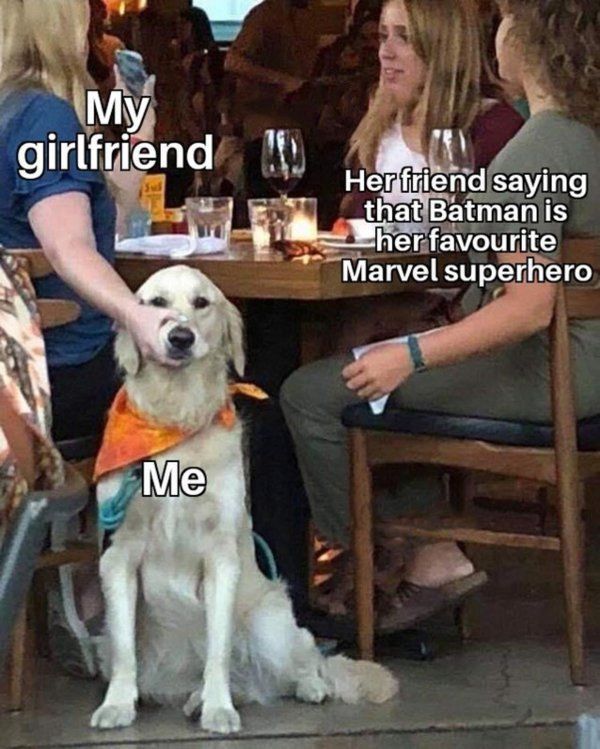 My
girlfriend
Her friend saying
that Batman is
her favourite
Marvel superhero
Me